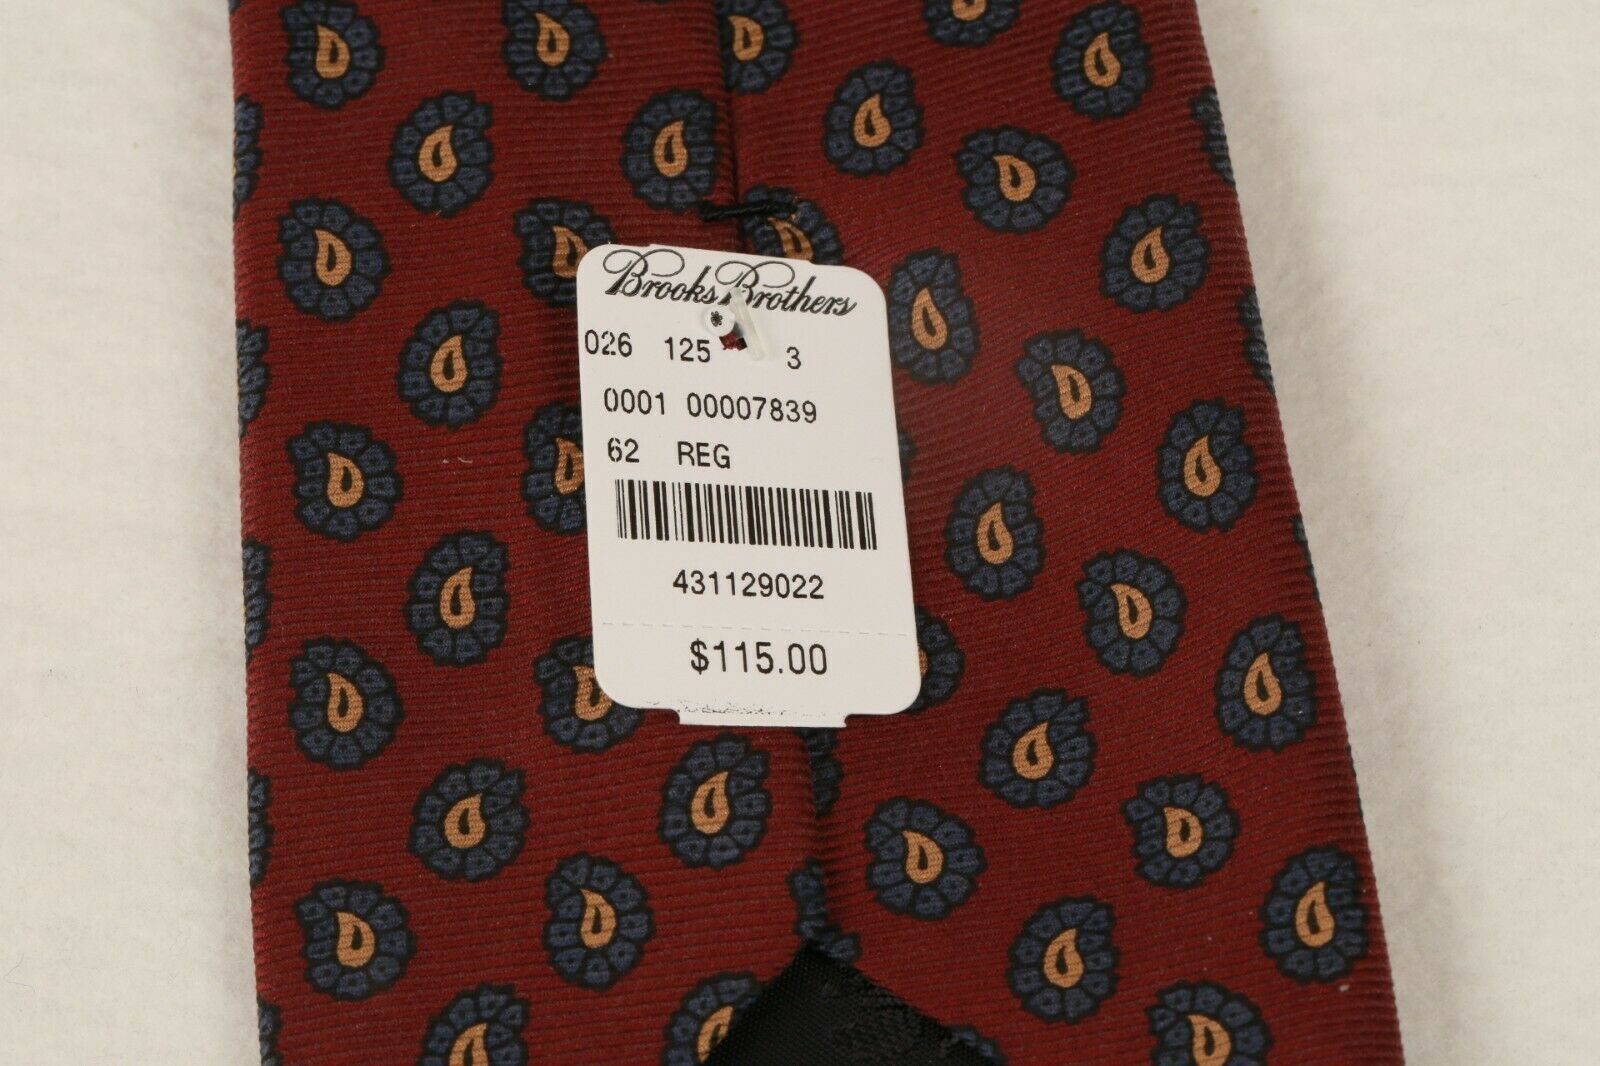 Brooks Brothers
026 125 3
0001 00007839
62 REG
431129022
$115.00